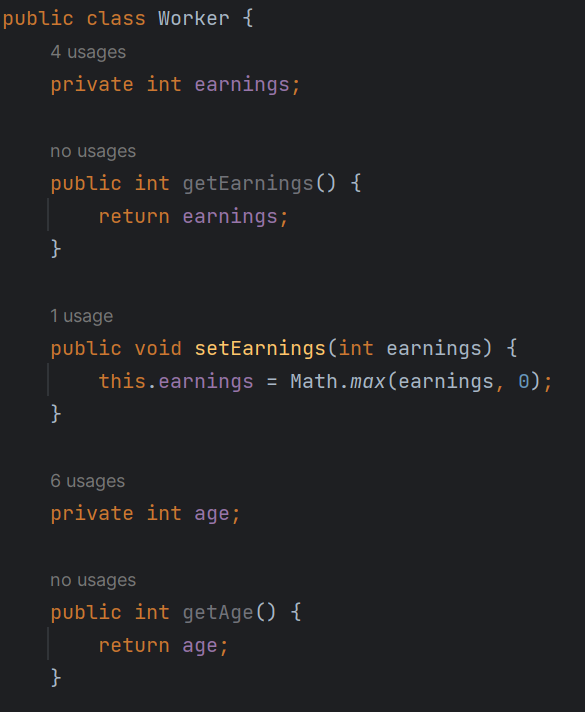 public class Worker {
4 usages
private int earnings;
no usages
public int getEarnings() {
return earnings;
}
1 usage
public void setEarnings(int earnings) {
this.earnings = Math.max(earnings, 0);
}
6 usages
private int age;
no usages
public int getAge() {
return age;
}